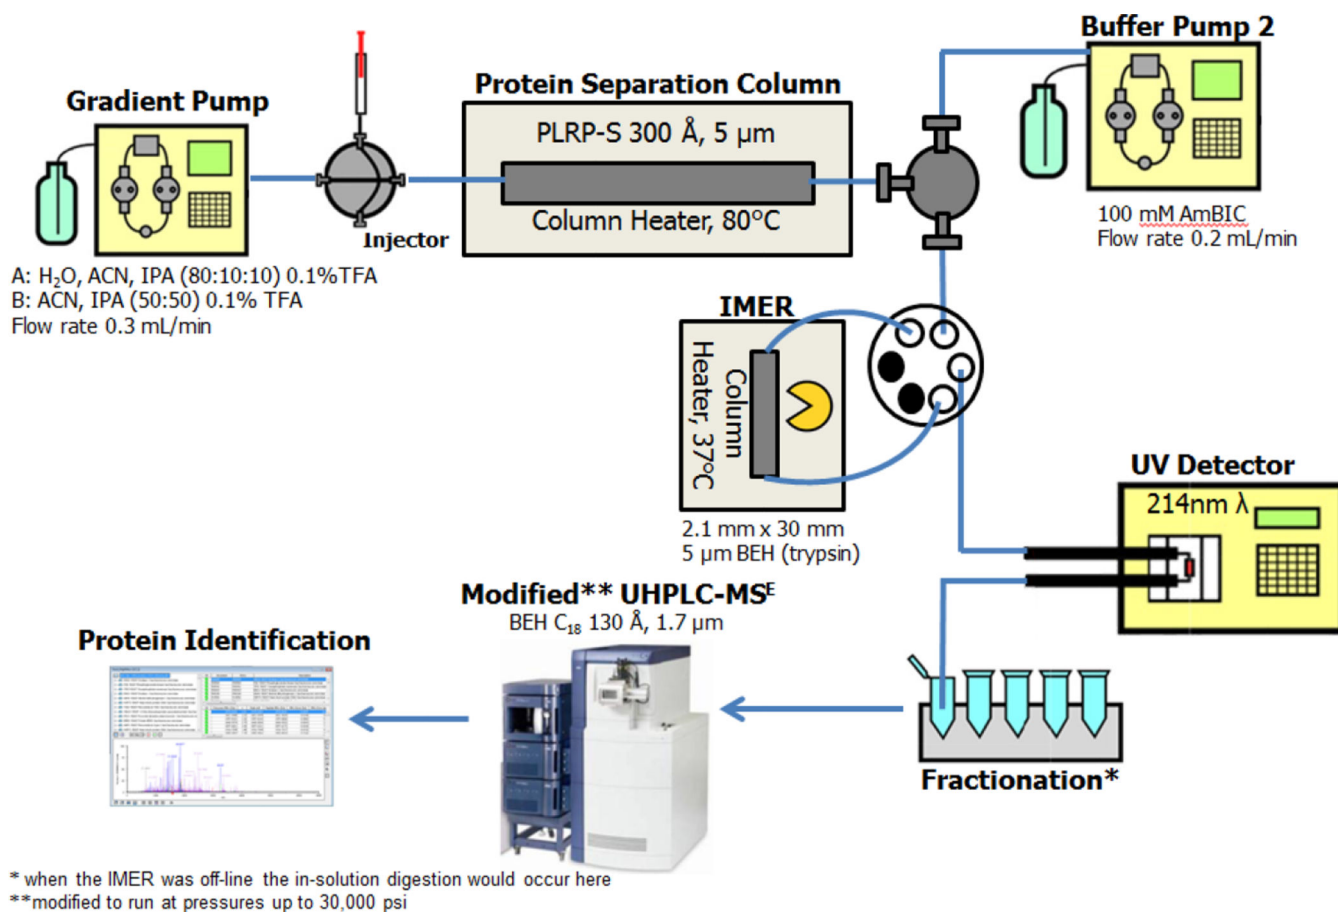 Buffer Pump 2
Gradient Pump
Protein Separation Column
PLRP-S 300 Å, 5 µm
Column Heater, 80°C
Injector
100 mM AmBIC
Flow rate 0.2 mL/min
A: H₂O, ACN, IPA (80:10:10) 0.1%TFA
B: ACN, IPA (50:50) 0.1% TFA
Flow rate 0.3 mL/min
IMER
Column
Heater, 37°C
2.1 mm x 30 mm
5 µm BEH (trypsin)
UV Detector
214nm λ
Modified** UHPLC-MSᴱ
BEH C₁₈ 130 Å, 1.7 µm
Protein Identification
Fractionation*
* when the IMER was off-line the in-solution digestion would occur here
**modified to run at pressures up to 30,000 psi